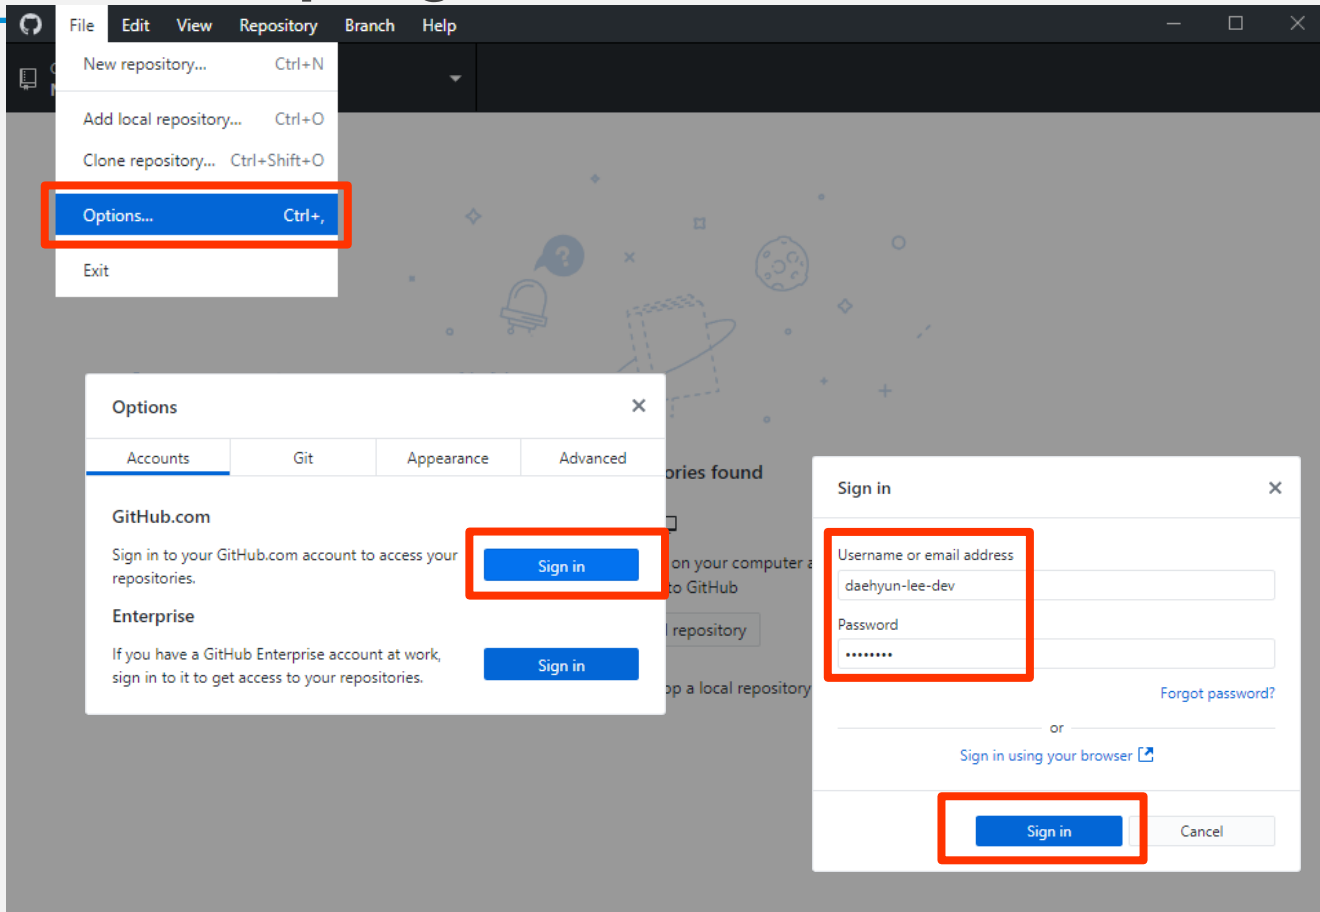 File Edit View Repository Branch Help
New repository... Ctrl+N
Add local repository... Ctrl+O
Clone repository... Ctrl+Shift+O
Options... Ctrl+,
Exit
Options
Accounts Git Appearance Advanced
GitHub.com
Sign in to your GitHub.com account to access your
repositories.
Sign in
Enterprise
If you have a GitHub Enterprise account at work,
sign in to it to get access to your repositories.
Sign in
found
on your computer
to GitHub
repository
a local repository
Sign in
Username or email address
daehyun-lee-dev
Password
••••••••
Forgot password?
or
Sign in using your browser
Sign in Cancel